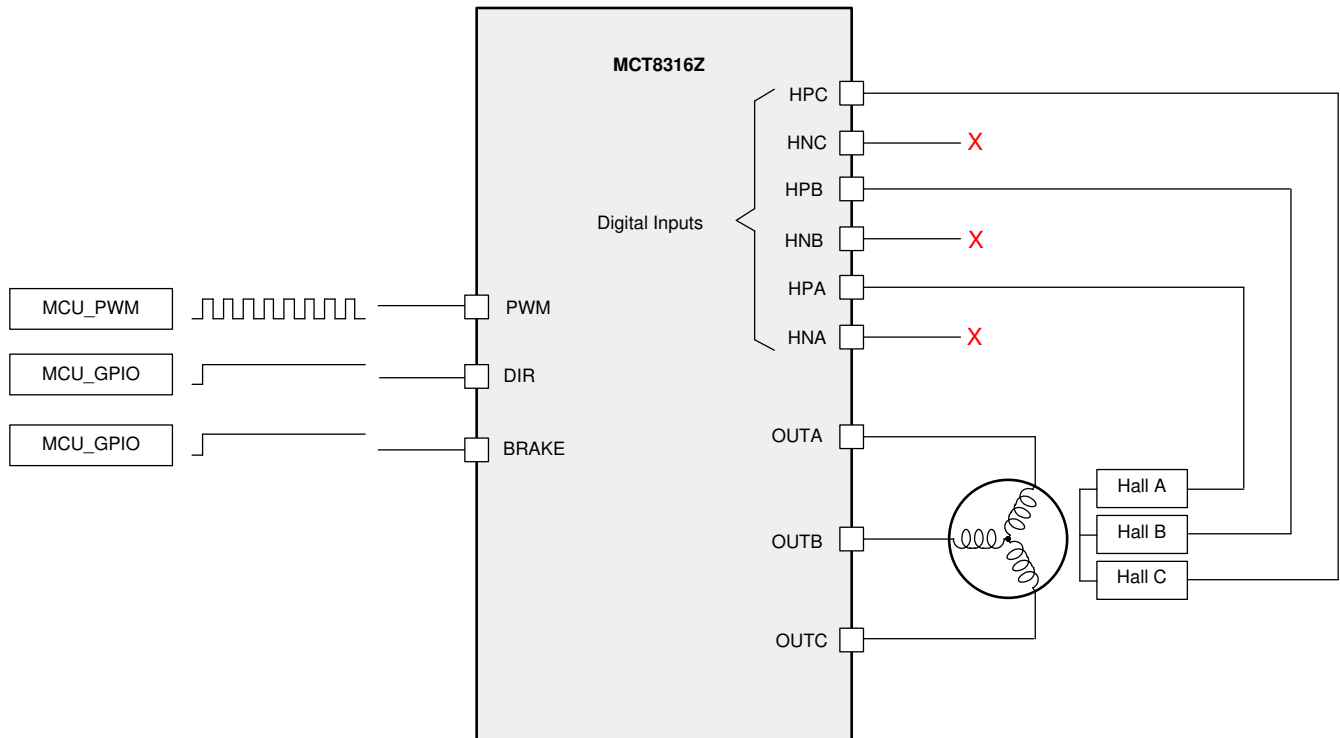 MCT8316Z
HPC
HNC
X
HPB
Digital Inputs
HNB
X
HPA
MCU_PWM
PWM
HNA
X
MCU_GPIO
DIR
OUTA
MCU_GPIO
BRAKE
Hall A
OUTB
Hall B
Hall C
OUTC